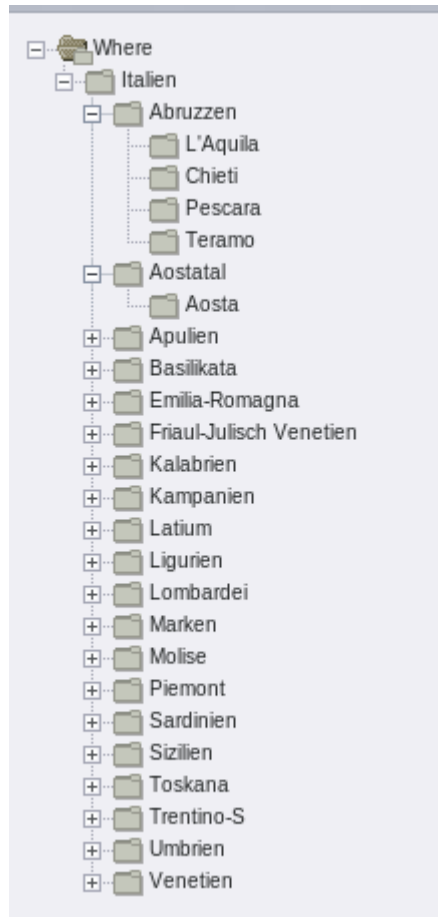 Where
Italien
Abruzzen
L'Aquila
Chieti
Pescara
Teramo
Aostatal
Aosta
Apulien
Basilikata
Emilia-Romagna
Friaul-Julisch Venetien
Kalabrien
Kampanien
Latium
Ligurien
Lombardei
Marken
Molise
Piemont
Sardinien
Sizilien
Toskana
Trentino-S
Umbrien
Venetien